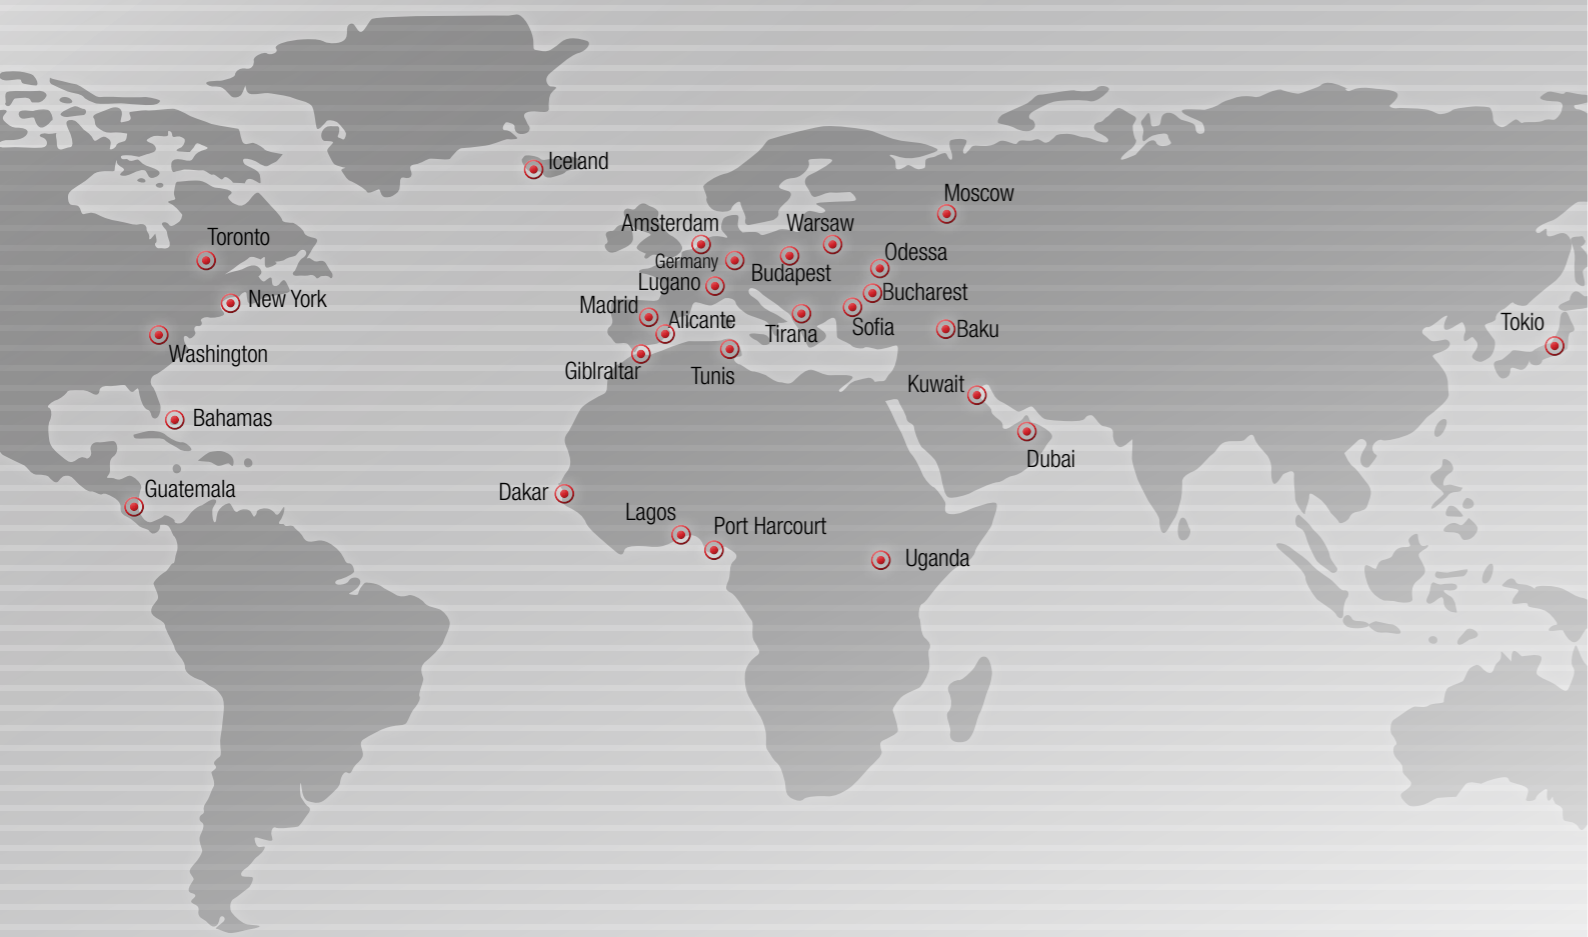 Iceland
Moscow
Amsterdam
Warsaw
Toronto
Odessa
Germany
Budapest
Lugano
Bucharest
New York
Madrid
Alicante
Tirana
Sofia
Baku
Tokio
Washington
Giblraltar
Tunis
Kuwait
Bahamas
Dubai
Guatemala
Dakar
Lagos
Port Harcourt
Uganda